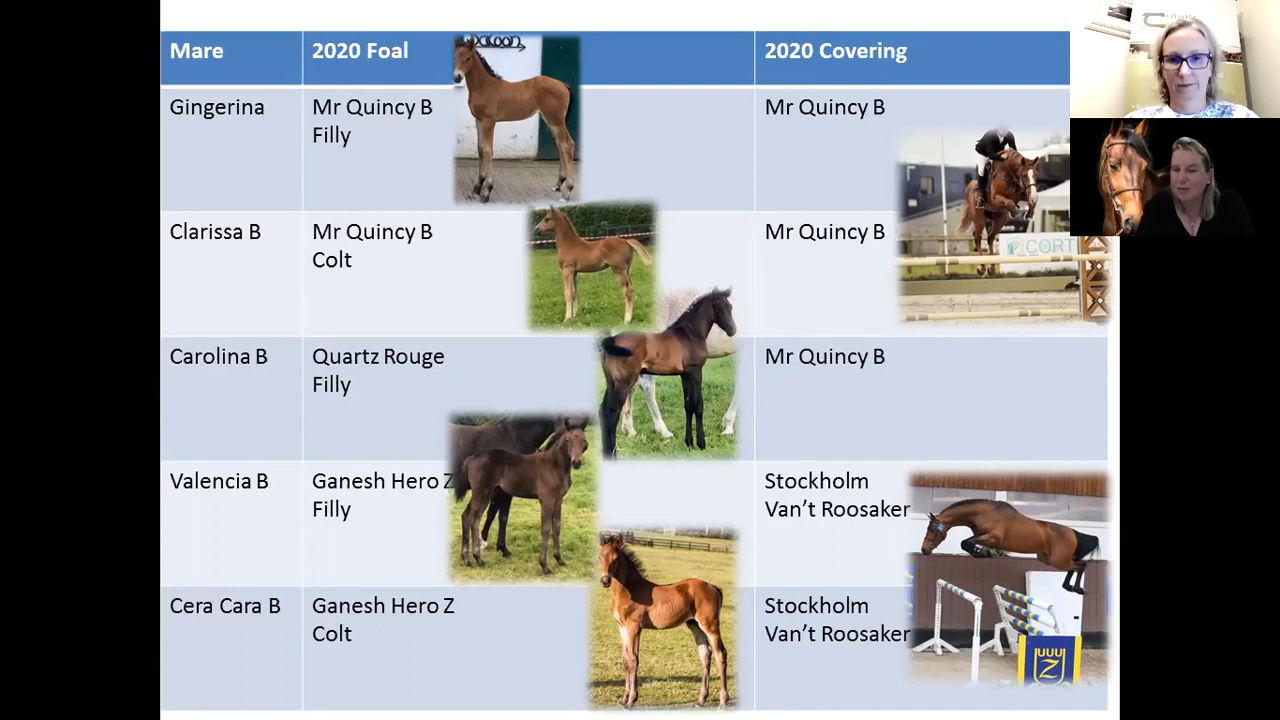 Mare
2020 Foal
2020 Covering
Gingerina
Mr Quincy B
Filly
Mr Quincy B
Clarissa B
Mr Quincy B
Colt
Mr Quincy B
CORT
Carolina B
Quartz Rouge
Filly
Mr Quincy B
Valencia B
Ganesh Hero Z
Filly
Stockholm
Van't Roosaker
Cera Cara B
Ganesh Hero Z
Colt
Stockholm
Van't Roosaker
Z